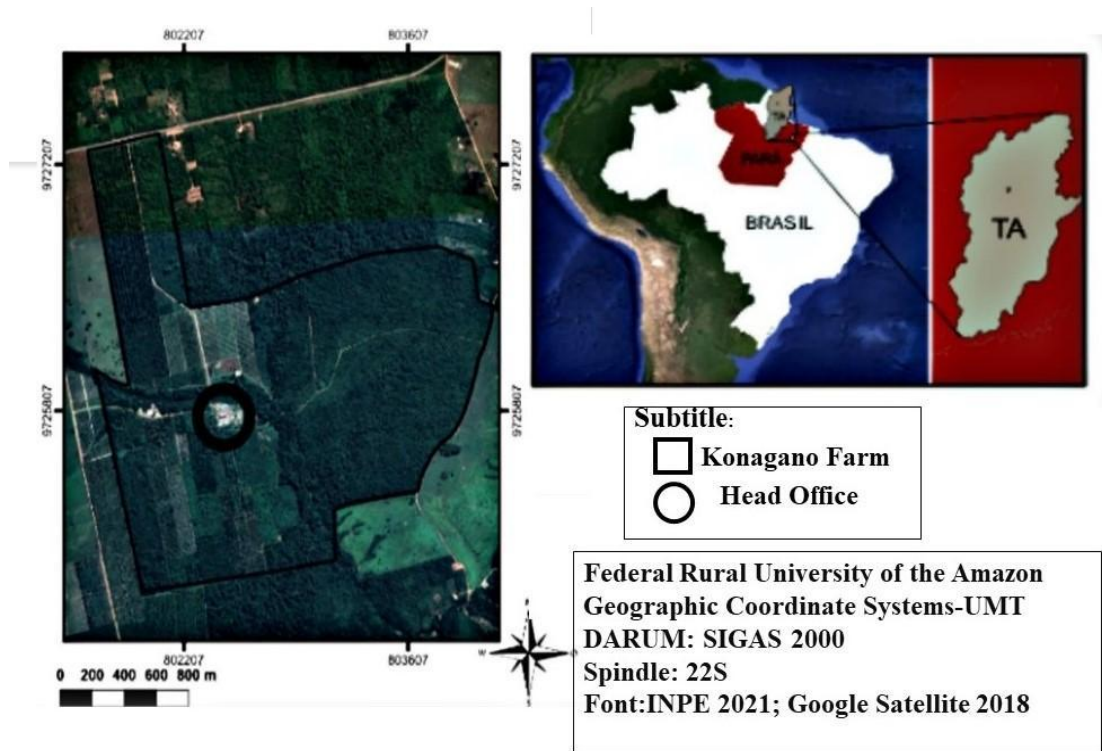 802207 803607
9727207
9727207
9725807
9725807
802207 803607
0 200 400 600 800 m
TA
PARA
BRASIL
TA
Subtitle:
Konagano Farm
Head Office
Federal Rural University of the Amazon
Geographic Coordinate Systems-UMT
DARUM: SIGAS 2000
Spindle: 22S
Font:INPE 2021; Google Satellite 2018